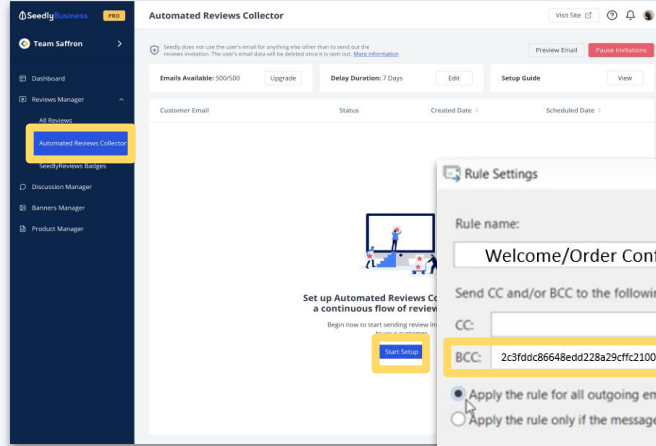 SeedlyBusiness PRO
Automated Reviews Collector
Visit Site
Team Saffron
Seedly does not use the user's email for anything else other than to send out the
reviews invitation. The user's email data will be deleted once it is sent out. More information
Preview Email
Pause Invitations
Dashboard
Reviews Manager
All Reviews
Automated Reviews Collector
SeedlyReviews Badges
Discussion Manager
Banners Manager
Product Manager
Emails Available: 500/500
Upgrade
Delay Duration: 7 Days
Edit
Setup Guide
View
Customer Email
Status
Created Date
Scheduled Date
Set up Automated Reviews Co
a continuous flow of review
Begin now to start sending review in
Start Setup
Rule Settings
Rule name:
Welcome/Order Conf
Send CC and/or BCC to the followin
CC:
BCC: 2c3fddc86648edd228a29cffc2100
Apply the rule for all outgoing em
Apply the rule only if the message